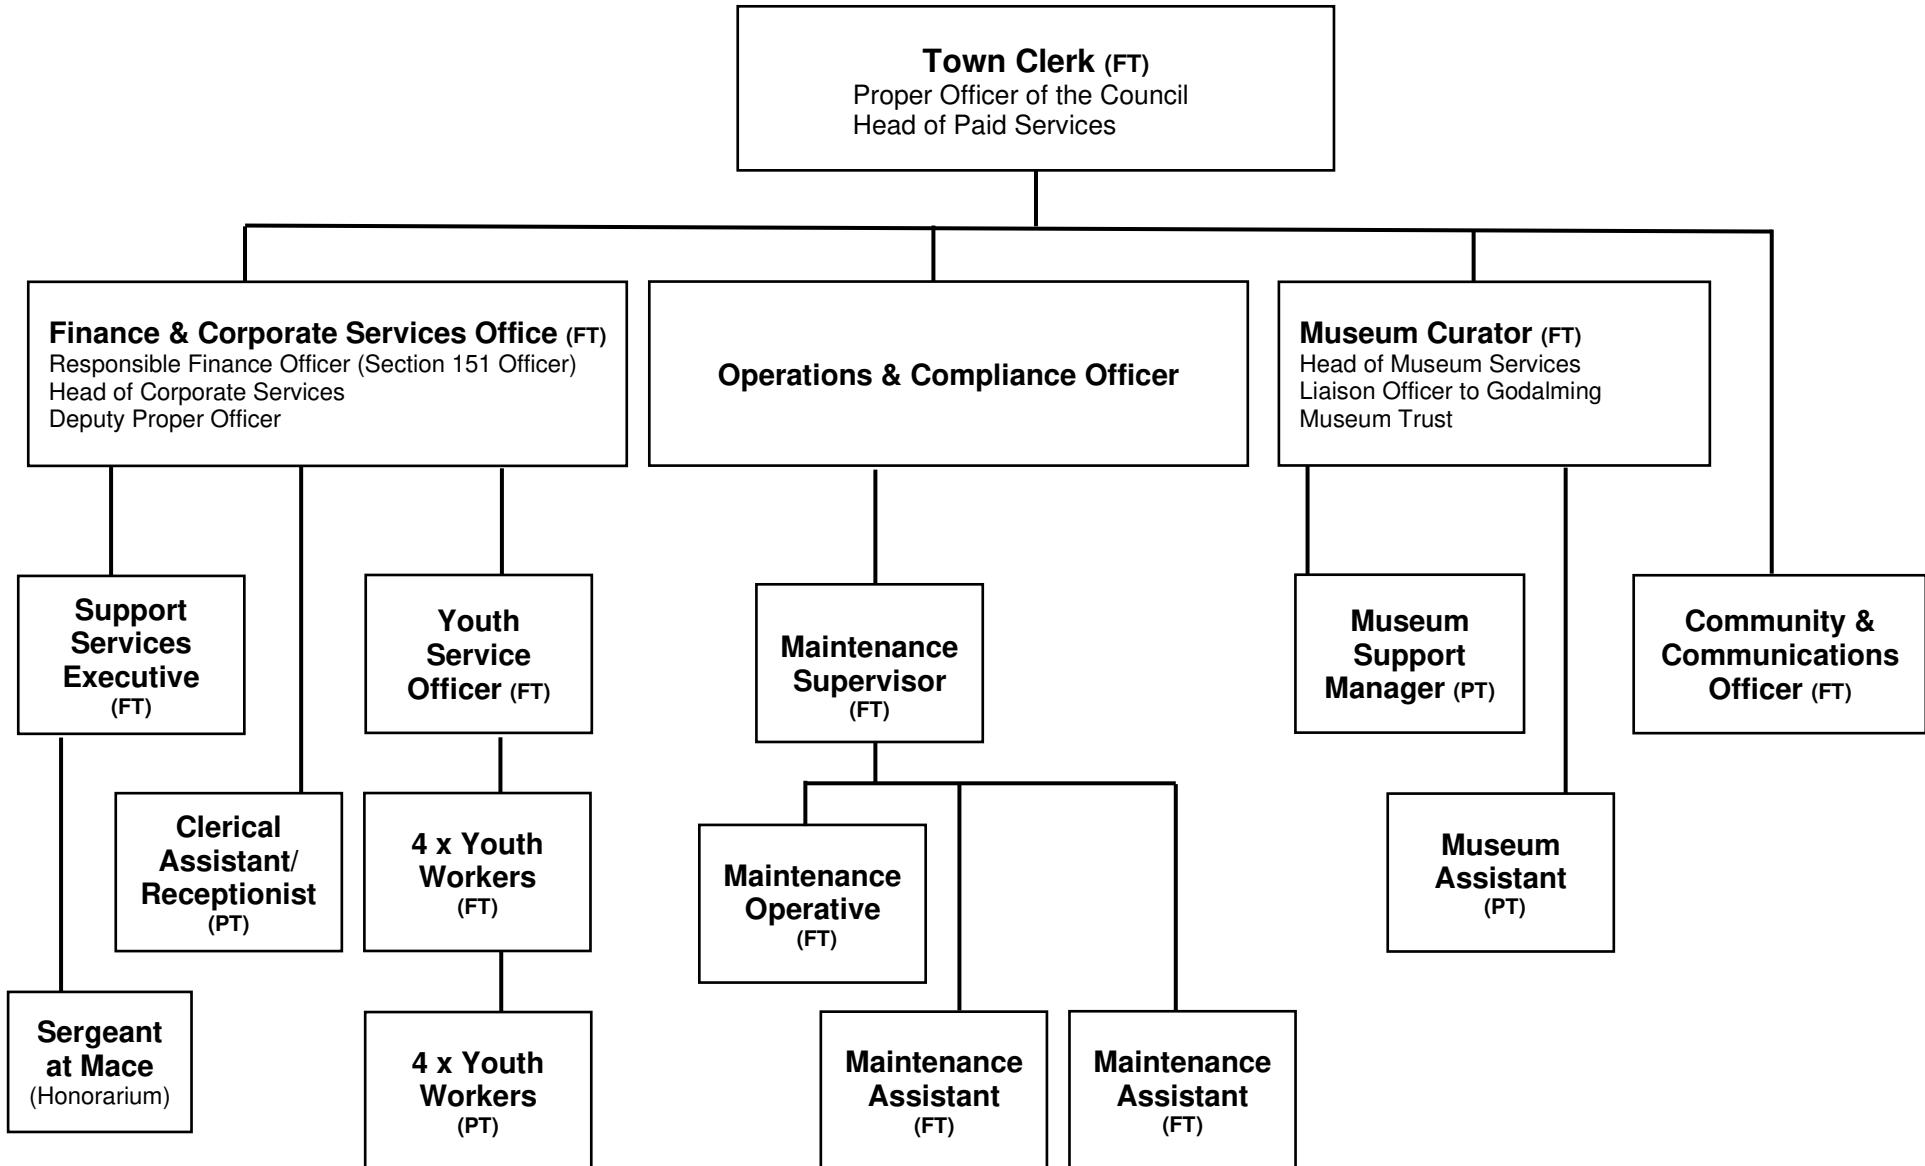 Town Clerk (FT)
Proper Officer of the Council
Head of Paid Services
Finance & Corporate Services Office (FT)
Responsible Finance Officer (Section 151 Officer)
Head of Corporate Services
Deputy Proper Officer
Operations & Compliance Officer
Museum Curator (FT)
Head of Museum Services
Liaison Officer to Godalming
Museum Trust
Support
Services
Executive
(FT)
Youth
Service
Officer (FT)
Maintenance
Supervisor
(FT)
Museum
Support
Manager (PT)
Community &
Communications
Officer (FT)
Clerical
Assistant/
Receptionist
(PT)
4 x Youth
Workers
(FT)
Maintenance
Operative
(FT)
Museum
Assistant
(PT)
Sergeant
at Mace
(Honorarium)
4 x Youth
Workers
(PT)
Maintenance
Assistant
(FT)
Maintenance
Assistant
(FT)